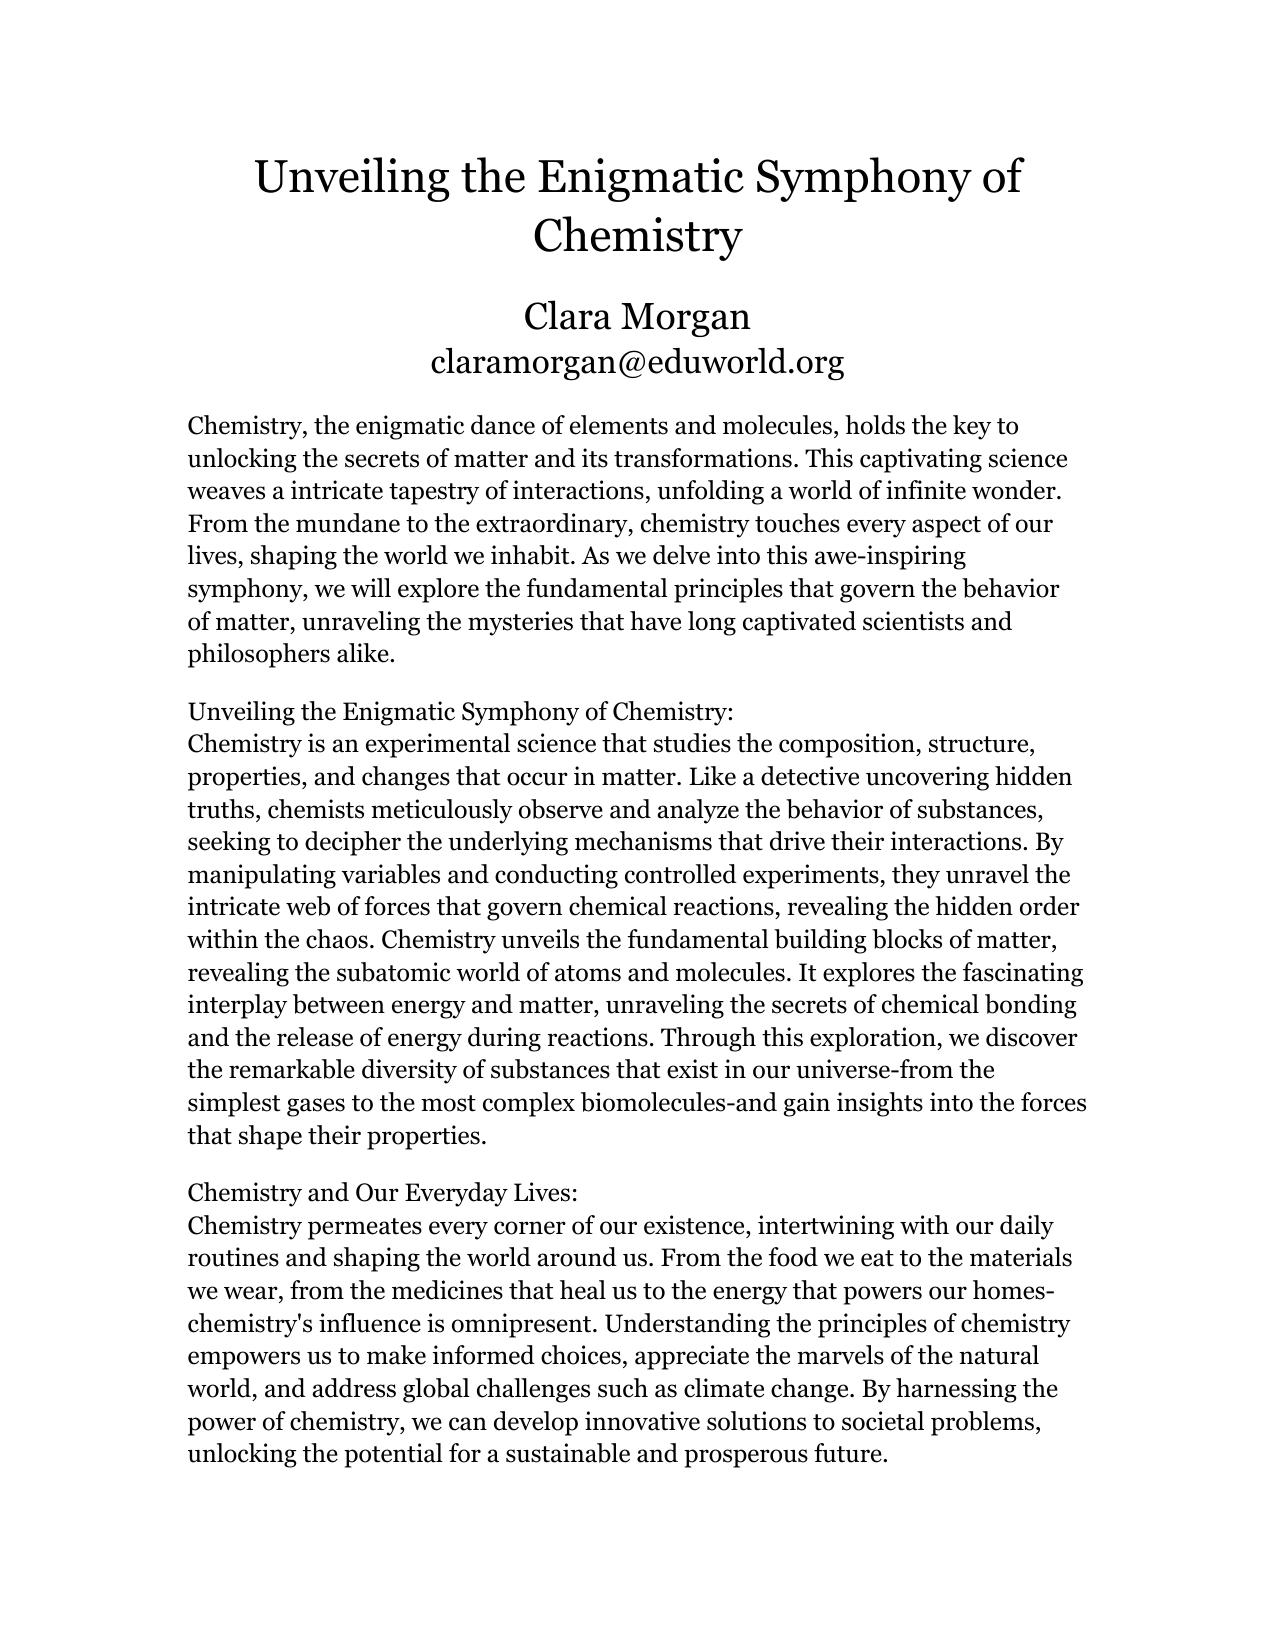 Unveiling the Enigmatic Symphony of
Chemistry
Clara Morgan
claramorgan@eduworld.org
Chemistry, the enigmatic dance of elements and molecules, holds the key to
unlocking the secrets of matter and its transformations. This captivating science
weaves a intricate tapestry of interactions, unfolding a world of infinite wonder.
From the mundane to the extraordinary, chemistry touches every aspect of our
lives, shaping the world we inhabit. As we delve into this awe-inspiring
symphony, we will explore the fundamental principles that govern the behavior
of matter, unraveling the mysteries that have long captivated scientists and
philosophers alike.
Unveiling the Enigmatic Symphony of Chemistry:
Chemistry is an experimental science that studies the composition, structure,
properties, and changes that occur in matter. Like a detective uncovering hidden
truths, chemists meticulously observe and analyze the behavior of substances,
seeking to decipher the underlying mechanisms that drive their interactions. By
manipulating variables and conducting controlled experiments, they unravel the
intricate web of forces that govern chemical reactions, revealing the hidden order
within the chaos. Chemistry unveils the fundamental building blocks of matter,
revealing the subatomic world of atoms and molecules. It explores the fascinating
interplay between energy and matter, unraveling the secrets of chemical bonding
and the release of energy during reactions. Through this exploration, we discover
the remarkable diversity of substances that exist in our universe-from the
simplest gases to the most complex biomolecules-and gain insights into the forces
that shape their properties.
Chemistry and Our Everyday Lives:
Chemistry permeates every corner of our existence, intertwining with our daily
routines and shaping the world around us. From the food we eat to the materials
we wear, from the medicines that heal us to the energy that powers our homes-
chemistry's influence is omnipresent. Understanding the principles of chemistry
empowers us to make informed choices, appreciate the marvels of the natural
world, and address global challenges such as climate change. By harnessing the
power of chemistry, we can develop innovative solutions to societal problems,
unlocking the potential for a sustainable and prosperous future.